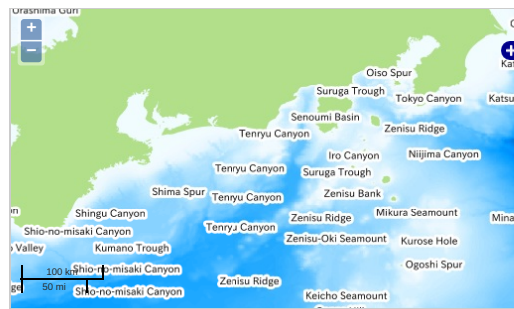 Urashima Guri
+
−
Oiso Spur
Suruga Trough
Tokyo Canyon
Senoumi Basin
Tenryu Canyon
Zenisu Ridge
Iro Canyon
Niijima Canyon
Tenryu Canyon
Suruga Trough
Shima Spur
Tenryu Canyon
Zenisu Bank
Shingu Canyon
Zenisu Ridge
Mikura Seamount
Tenryu Canyon
Shio-no-misaki Canyon
Zenisu-Oki Seamount
Kurose Hole
Valley
Kumano Trough
Ogoshi Spur
100 km
Shio-no-misaki Canyon
Zenisu Ridge
50 mi
Shio-no-misaki Canyon
Keicho Seamount